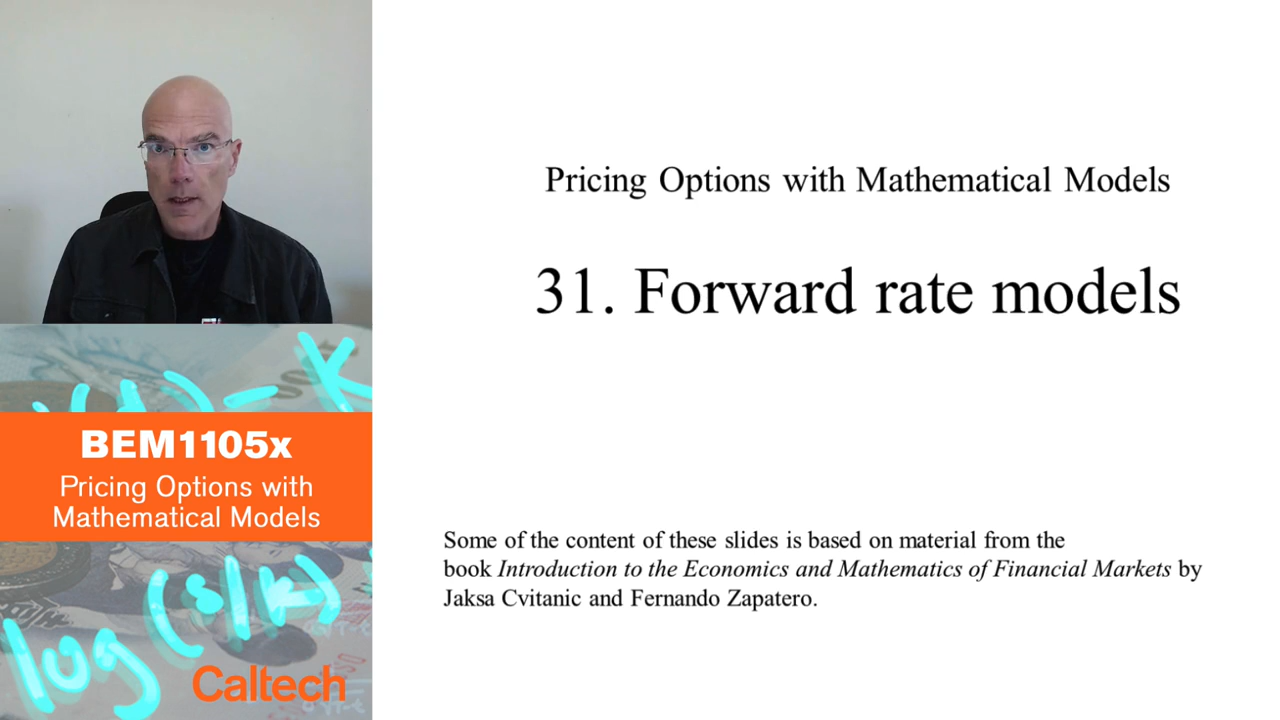 Pricing Options with Mathematical Models
31. Forward rate models
Some of the content of these slides is based on material from the
book Introduction to the Economics and Mathematics of Financial Markets by
Jaksa Cvitanic and Fernando Zapatero.
BEM1105x
Pricing Options with
Mathematical Models
log (s/k)
Caltech